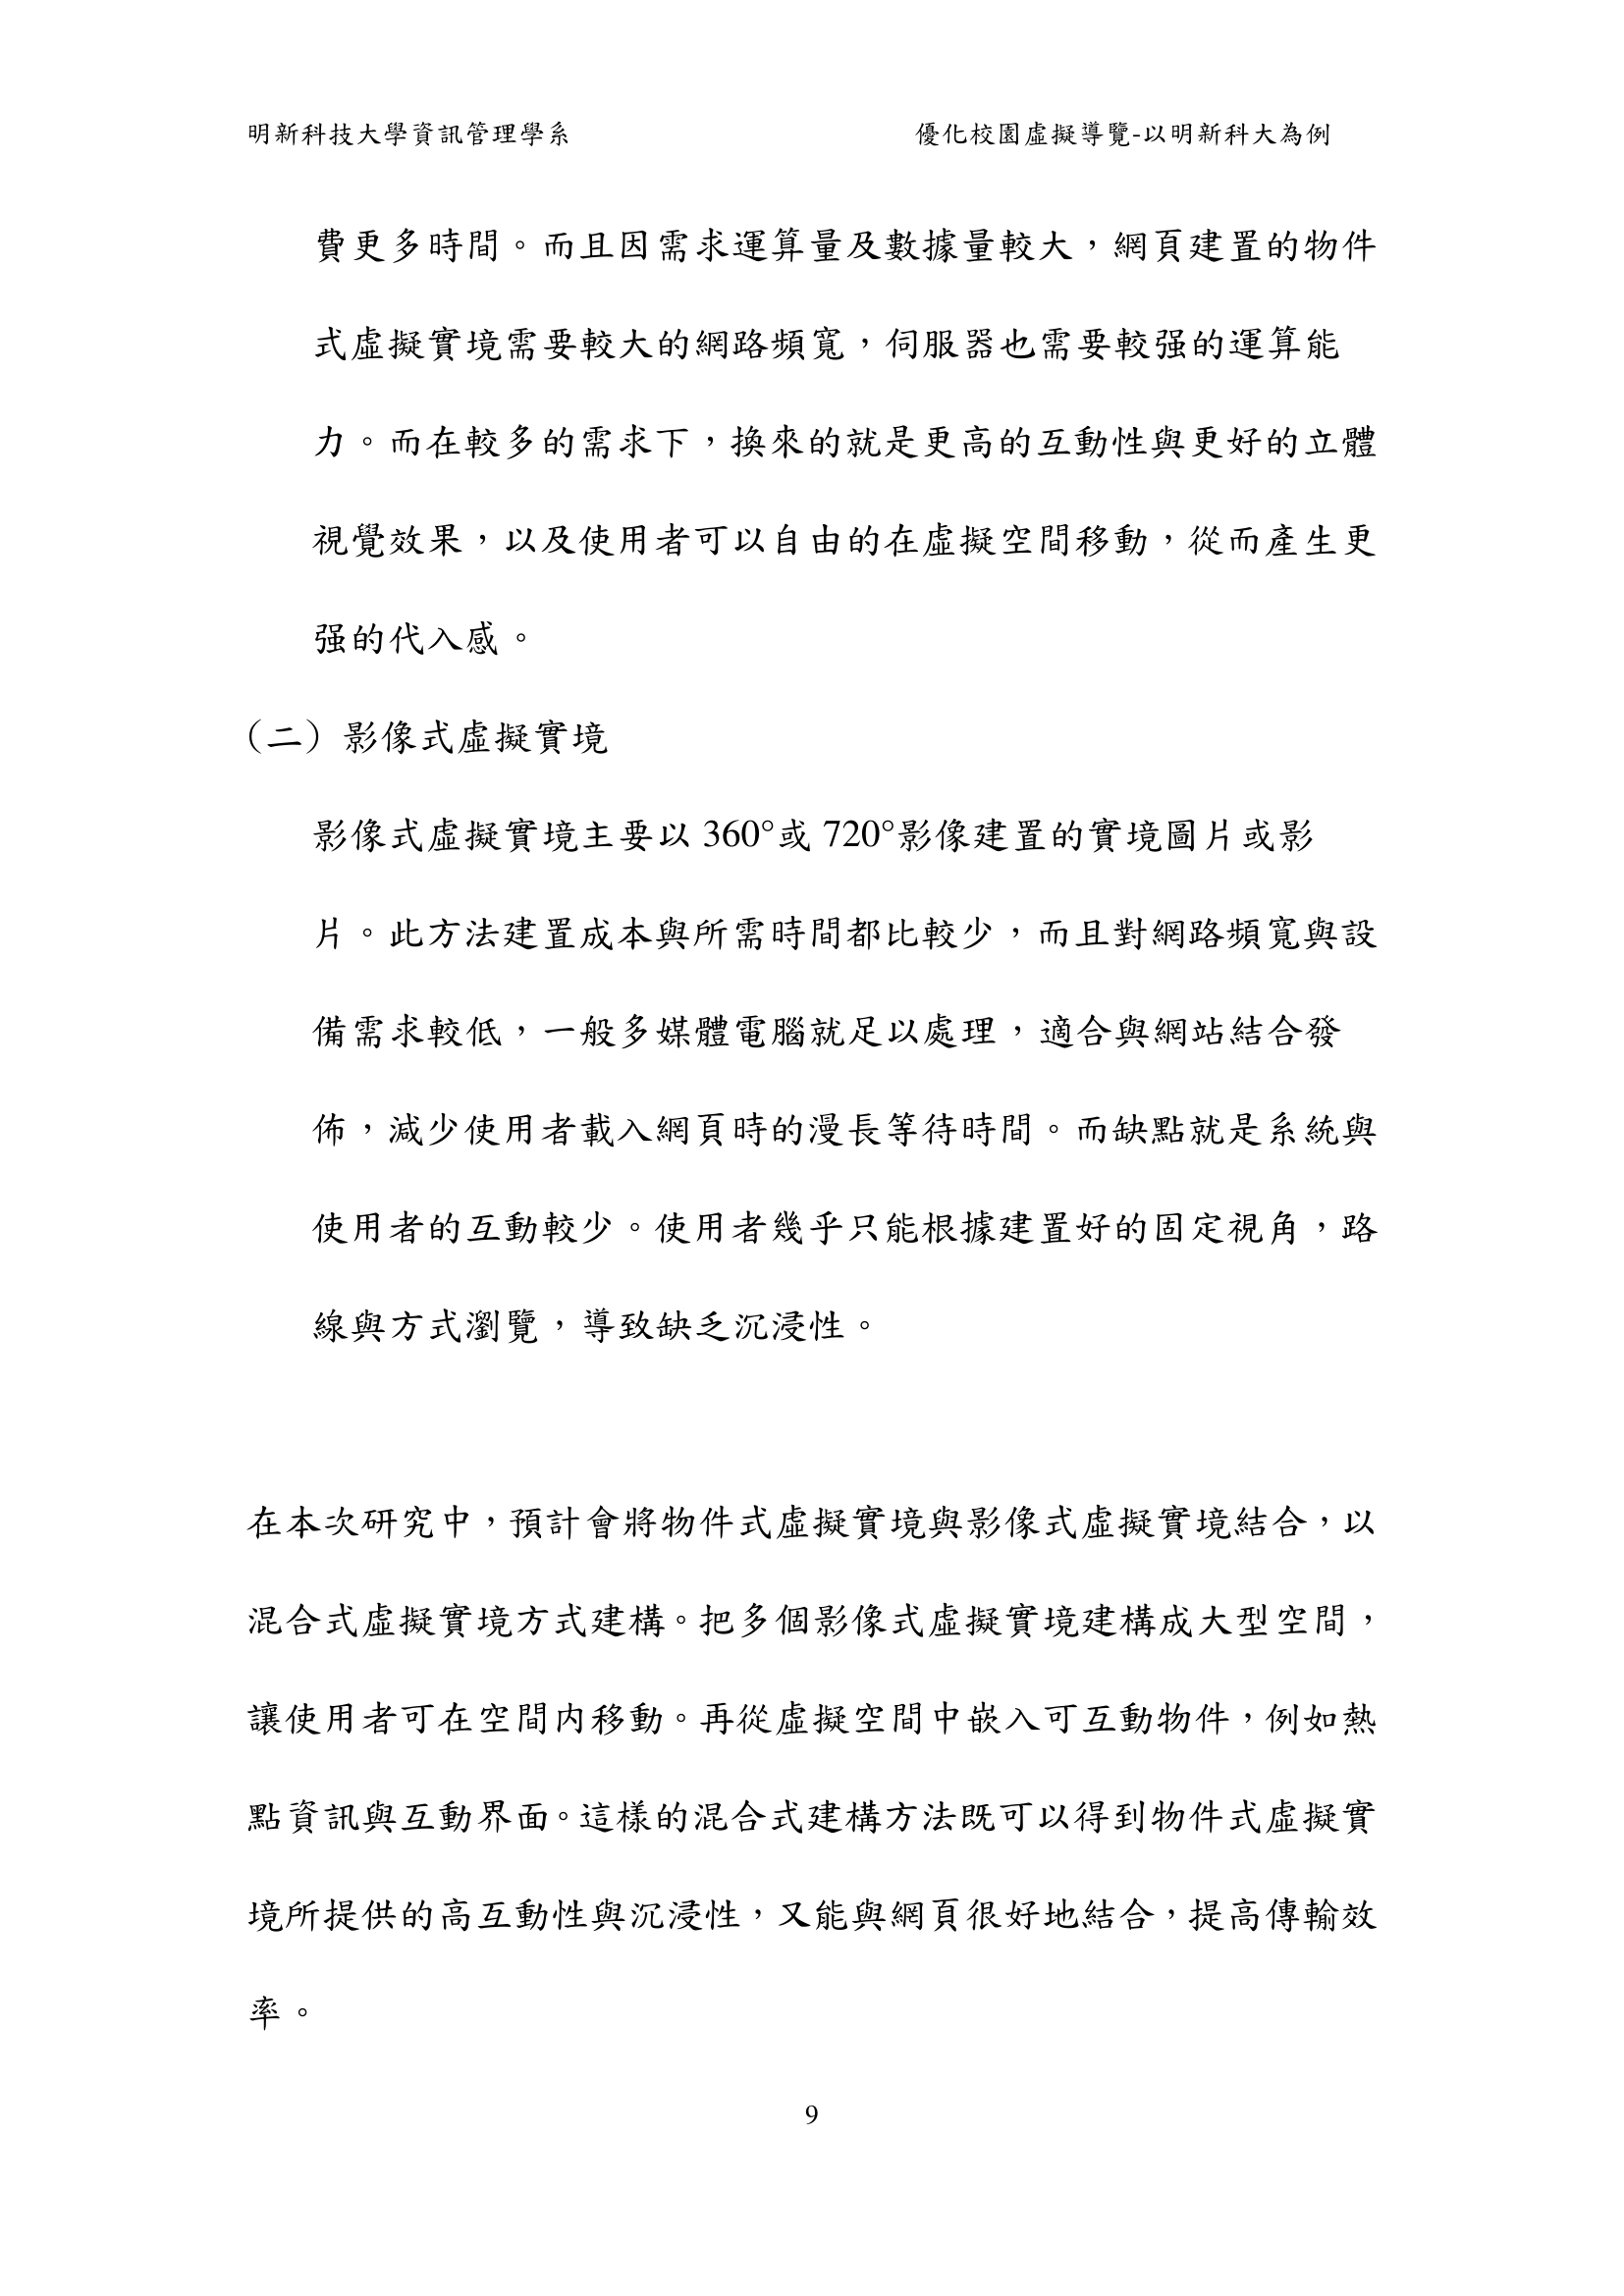 明新科技大學資訊管理學系 優化校園虛擬導覽-以明新科大為例
費更多時間。而且因需求運算量及數據量較大，網頁建置的物件
式虛擬實境需要較大的網路頻寬，伺服器也需要較强的運算能
力。而在較多的需求下，換來的就是更高的互動性與更好的立體
視覺效果，以及使用者可以自由的在虛擬空間移動，從而產生更
强的代入感。
(二) 影像式虛擬實境
影像式虛擬實境主要以 360°或 720°影像建置的實境圖片或影
片。此方法建置成本與所需時間都比較少，而且對網路頻寬與設
備需求較低，一般多媒體電腦就足以處理，適合與網站結合發
佈，減少使用者載入網頁時的漫長等待時間。而缺點就是系統與
使用者的互動較少。使用者幾乎只能根據建置好的固定視角，路
線與方式瀏覽，導致缺乏沉浸性。
在本次研究中，預計會將物件式虛擬實境與影像式虛擬實境結合，以
混合式虛擬實境方式建構。把多個影像式虛擬實境建構成大型空間，
讓使用者可在空間内移動。再從虛擬空間中嵌入可互動物件，例如熱
點資訊與互動界面。這樣的混合式建構方法既可以得到物件式虛擬實
境所提供的高互動性與沉浸性，又能與網頁很好地結合，提高傳輸效
率。
9